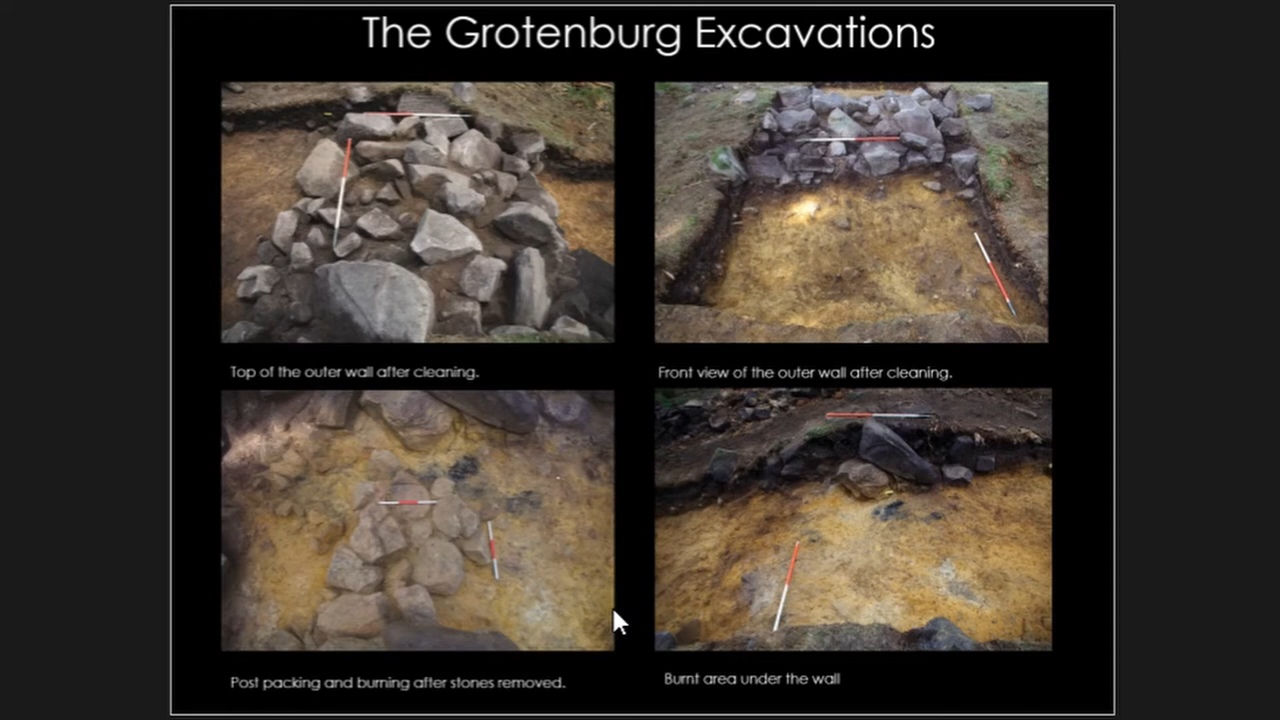 The Grotenburg Excavations
Top of the outer wall after cleaning.
Front view of the outer wall after cleaning.
Post packing and burning after stones removed.
Burnt area under the wall